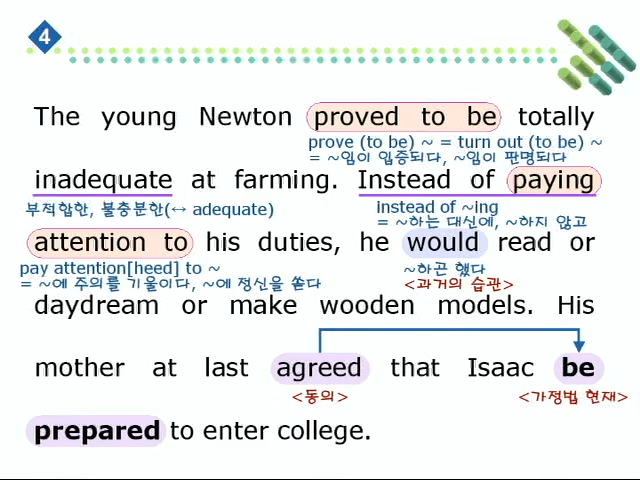 4
The young Newton proved to be totally
prove (to be) ~ = turn out (to be) ~
= ~임이 입증되다, ~임이 판명되다
inadequate at farming. Instead of paying
부적합한, 불충분한(↔ adequate)
instead of ~ing
= ~하는 대신에, ~하지 않고
attention to his duties, he would read or
pay attention[heed] to ~
= ~에 주의를 기울이다, ~에 정신을 쏟다
~하곤 했다
<과거의 습관>
daydream or make wooden models. His
mother at last agreed that Isaac be
<동의>
<가정법 현재>
prepared to enter college.